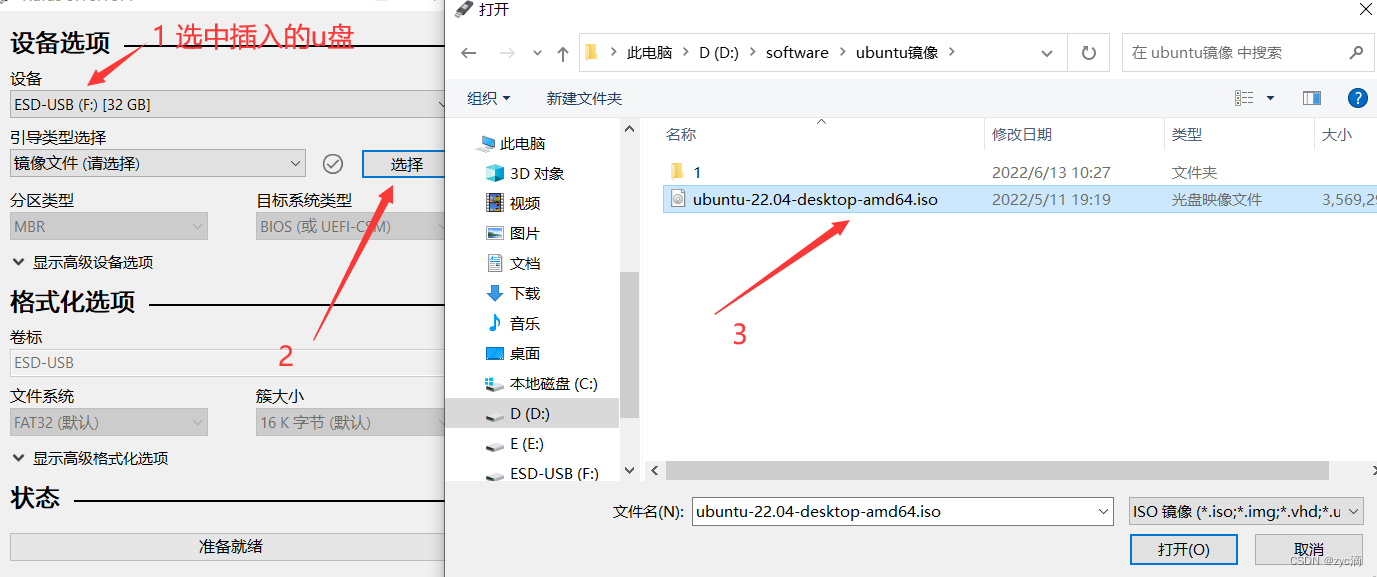 设备选项
1 选中插入的u盘
设备
ESD-USB (F:) [32 GB]
引导类型选择
镜像文件 (请选择)
选择
分区类型
目标系统类型
MBR
BIOS (或 UEFI-CSM)
显示高级设备选项
格式化选项
2
卷标
ESD-USB
文件系统
簇大小
FAT32 (默认)
16 K 字节 (默认)
显示高级格式化选项
状态
准备就绪
打开
此电脑 > D (D:) > software > ubuntu镜像 >
在 ubuntu镜像 中搜索
组织
新建文件夹
?
此电脑
3D 对象
视频
图片
文档
下载
音乐
桌面
本地磁盘 (C:)
D (D:)
E (E:)
ESD-USB (F:)
名称 修改日期 类型 大小
1 2022/6/13 10:27 文件夹
ubuntu-22.04-desktop-amd64.iso 2022/5/11 19:19 光盘映像文件 3,569,29
3
文件名(N): ubuntu-22.04-desktop-amd64.iso
ISO 镜像 (*.iso;*.img;*.vhd;*.u
打开(O)
取消
CSDN @zyc滴